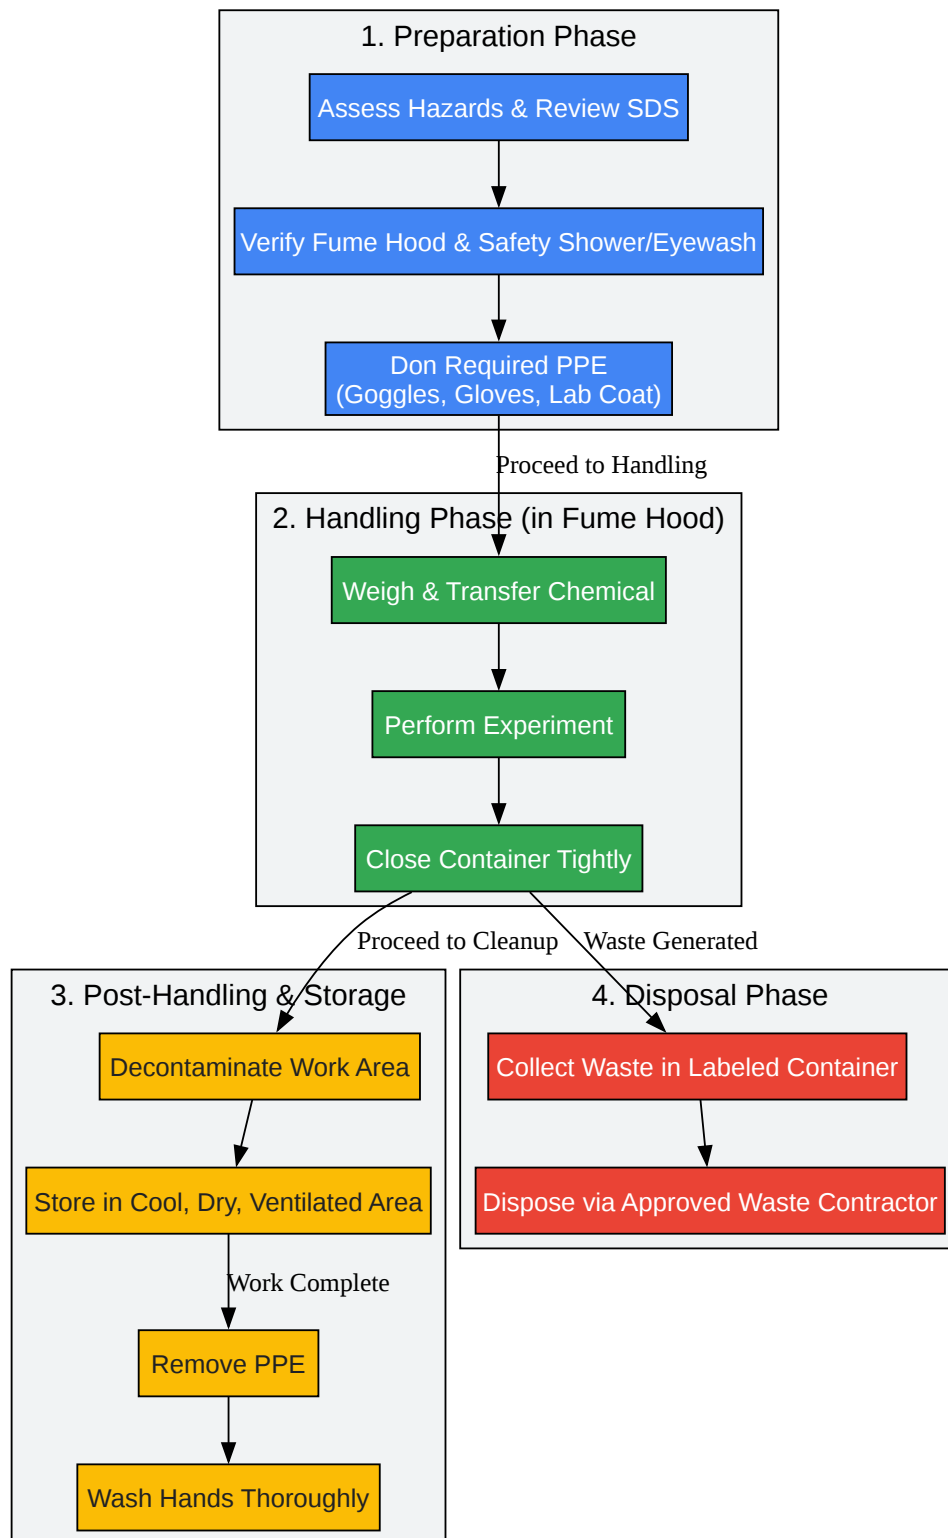 1. Preparation Phase
Assess Hazards & Review SDS
Verify Fume Hood & Safety Shower/Eyewash
Don Required PPE
(Goggles, Gloves, Lab Coat)
Proceed to Handling
2. Handling Phase (in Fume Hood)
Weigh & Transfer Chemical
Perform Experiment
Close Container Tightly
Proceed to Cleanup
Waste Generated
3. Post-Handling & Storage
Decontaminate Work Area
Store in Cool, Dry, Ventilated Area
Work Complete
Remove PPE
Wash Hands Thoroughly
4. Disposal Phase
Collect Waste in Labeled Container
Dispose via Approved Waste Contractor